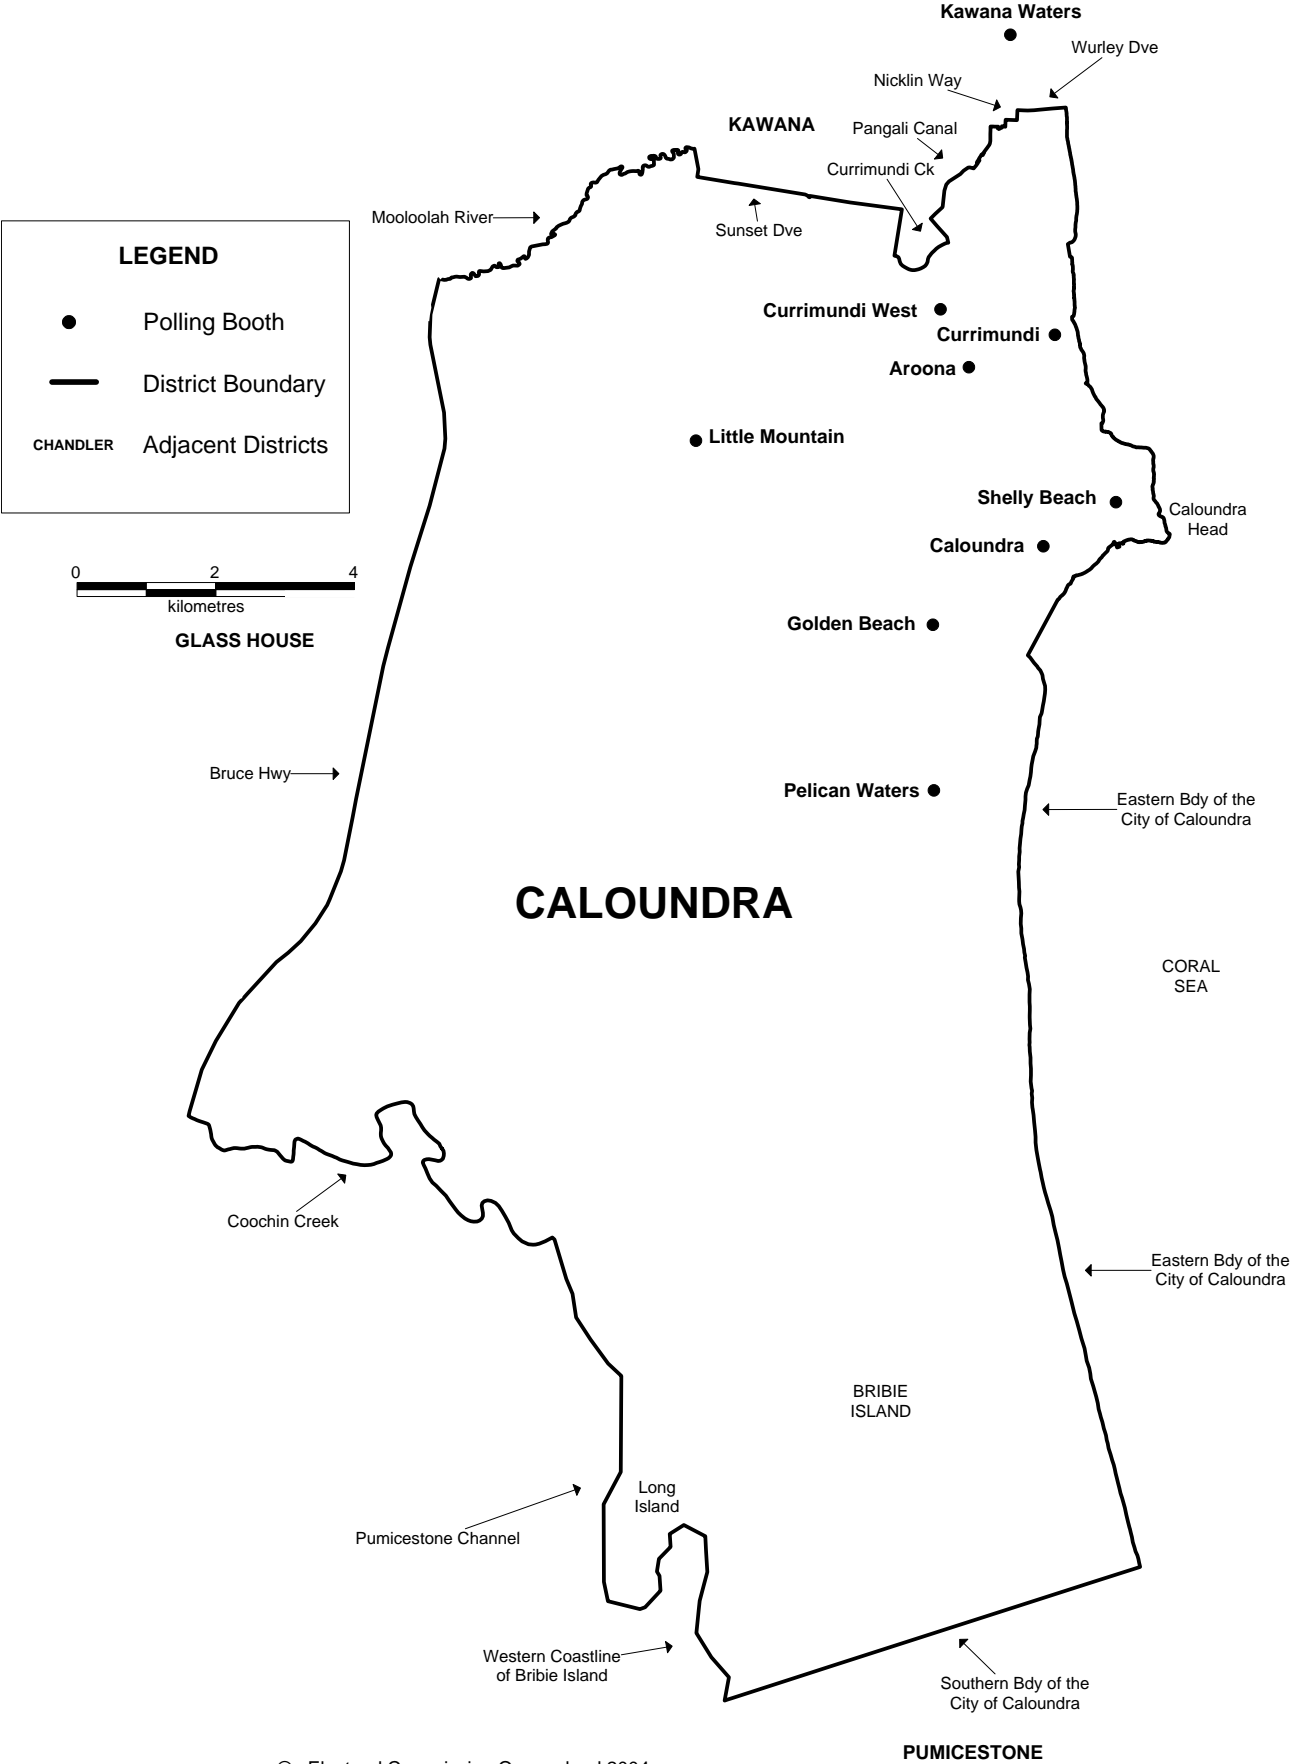 Kawana Waters
Wurley Dve
Nicklin Way
KAWANA
Pangali Canal
Currimundi Ck
Mooloolah River
Sunset Dve
LEGEND
Polling Booth
District Boundary
CHANDLER Adjacent Districts
Currimundi West
Currimundi
Aroona
Little Mountain
Shelly Beach
Caloundra
Head
Caloundra
0 2 4
kilometres
GLASS HOUSE
Golden Beach
Bruce Hwy
Pelican Waters
Eastern Bdy of the
City of Caloundra
CALOUNDRA
CORAL
SEA
Coochin Creek
Eastern Bdy of the
City of Caloundra
BRIBIE
ISLAND
Long
Island
Pumicestone Channel
Western Coastline
of Bribie Island
Southern Bdy of the
City of Caloundra
PUMICESTONE